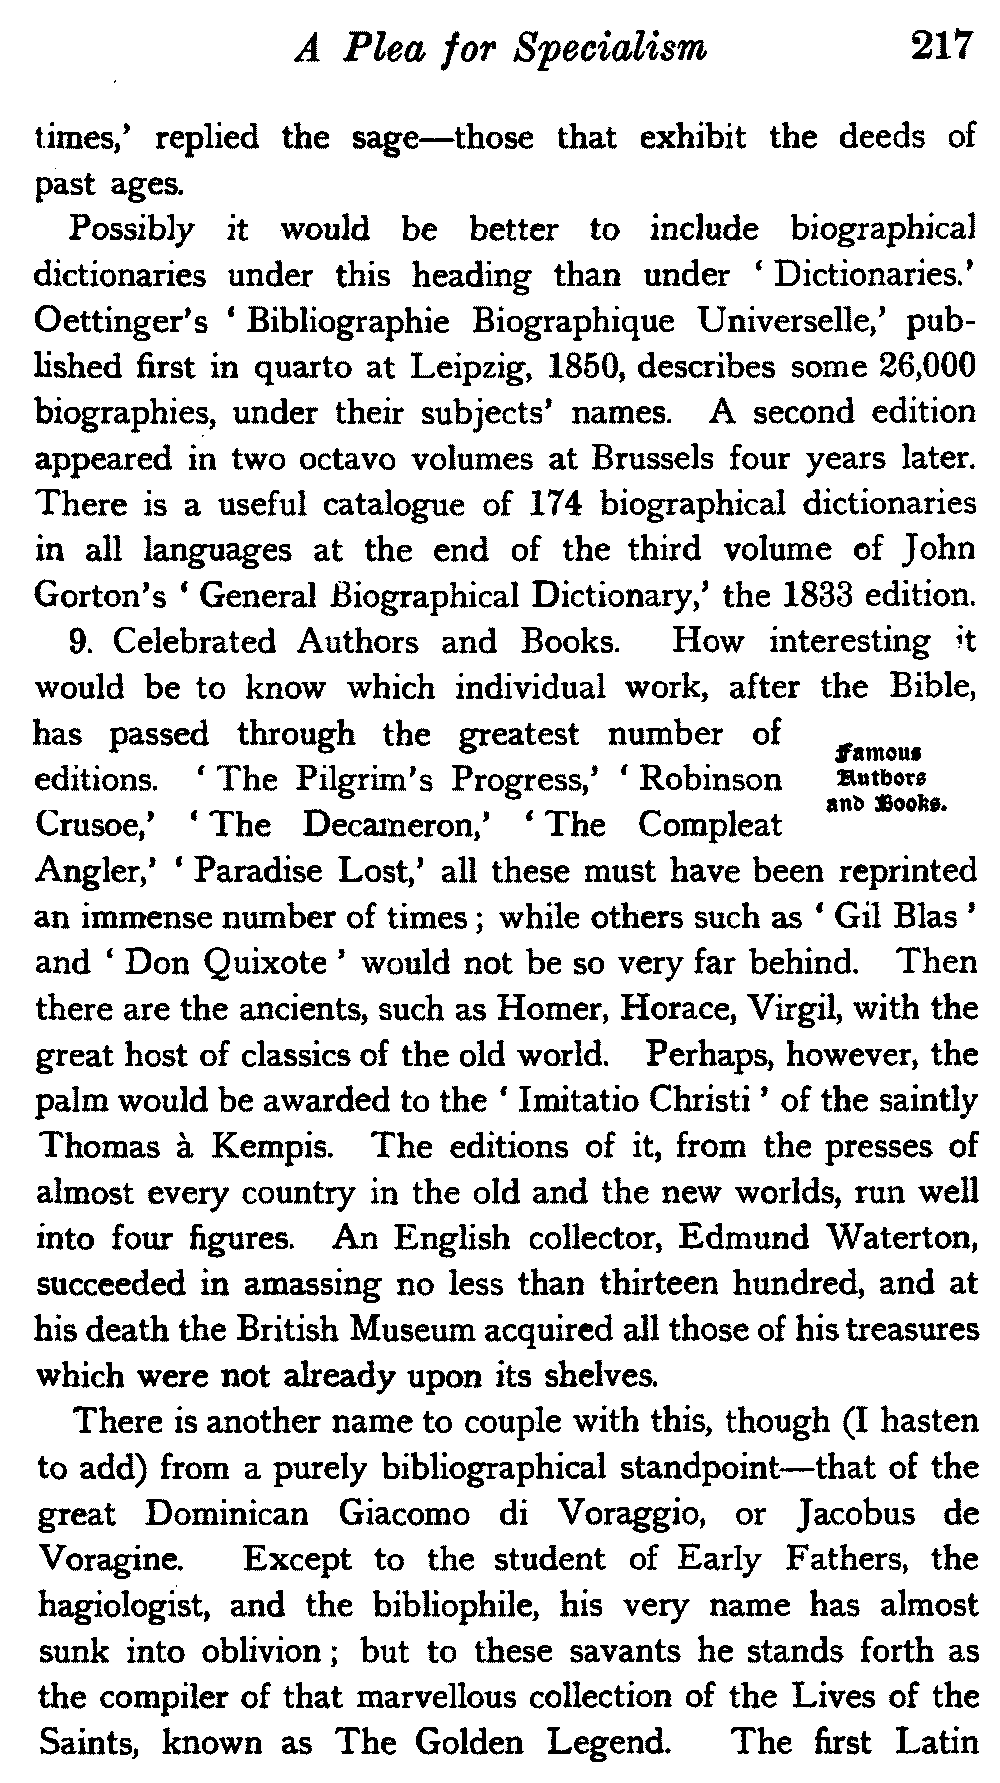 A Plea for Specialism 217
times,’ replied the sage—those that exhibit the deeds of
past ages.
Possibly it would be better to include biographical
dictionaries under this heading than under ‘ Dictionaries.’
Oettinger’s ‘ Bibliographie Biographique Universelle,’ pub-
lished first in quarto at Leipzig, 1850, describes some 26,000
biographies, under their subjects’ names. A second edition
appeared in two octavo volumes at Brussels four years later.
There is a useful catalogue of 174 biographical dictionaries
in all languages at the end of the third volume of John
Gorton’s ‘ General Biographical Dictionary,’ the 1833 edition.
9. Celebrated Authors and Books. How interesting it
would be to know which individual work, after the Bible,
has passed through the greatest number of
editions. ‘ The Pilgrim’s Progress,’ ‘ Robinson
Crusoe,’ ‘ The Decameron,’ ‘ The Compleat
Famous
Authors
and Books.
Angler,’ ‘ Paradise Lost,’ all these must have been reprinted
an immense number of times ; while others such as ‘ Gil Blas ’
and ‘ Don Quixote ’ would not be so very far behind. Then
there are the ancients, such as Homer, Horace, Virgil, with the
great host of classics of the old world. Perhaps, however, the
palm would be awarded to the ‘ Imitatio Christi ’ of the saintly
Thomas à Kempis. The editions of it, from the presses of
almost every country in the old and the new worlds, run well
into four figures. An English collector, Edmund Waterton,
succeeded in amassing no less than thirteen hundred, and at
his death the British Museum acquired all those of his treasures
which were not already upon its shelves.
There is another name to couple with this, though (I hasten
to add) from a purely bibliographical standpoint—that of the
great Dominican Giacomo di Voraggio, or Jacobus de
Voragine. Except to the student of Early Fathers, the
hagiologist, and the bibliophile, his very name has almost
sunk into oblivion ; but to these savants he stands forth as
the compiler of that marvellous collection of the Lives of the
Saints, known as The Golden Legend. The first Latin